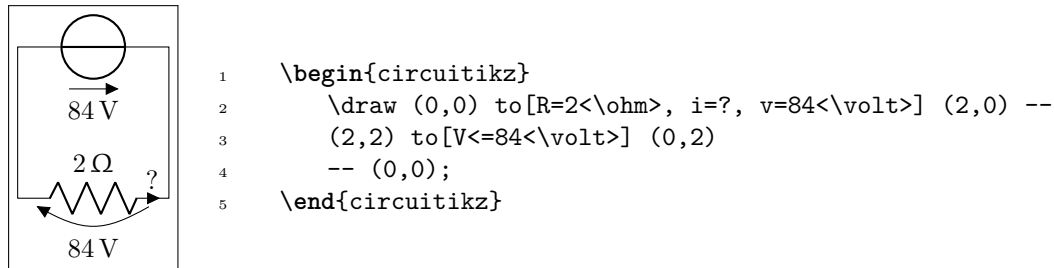 84 V
2 Ω
?
84 V
1 \begin{circuitikz}
2 \draw (0,0) to[R=2<\ohm>, i=?, v=84<\volt>] (2,0) --
3 (2,2) to[V<=84<\volt>] (0,2)
4 -- (0,0);
5 \end{circuitikz}